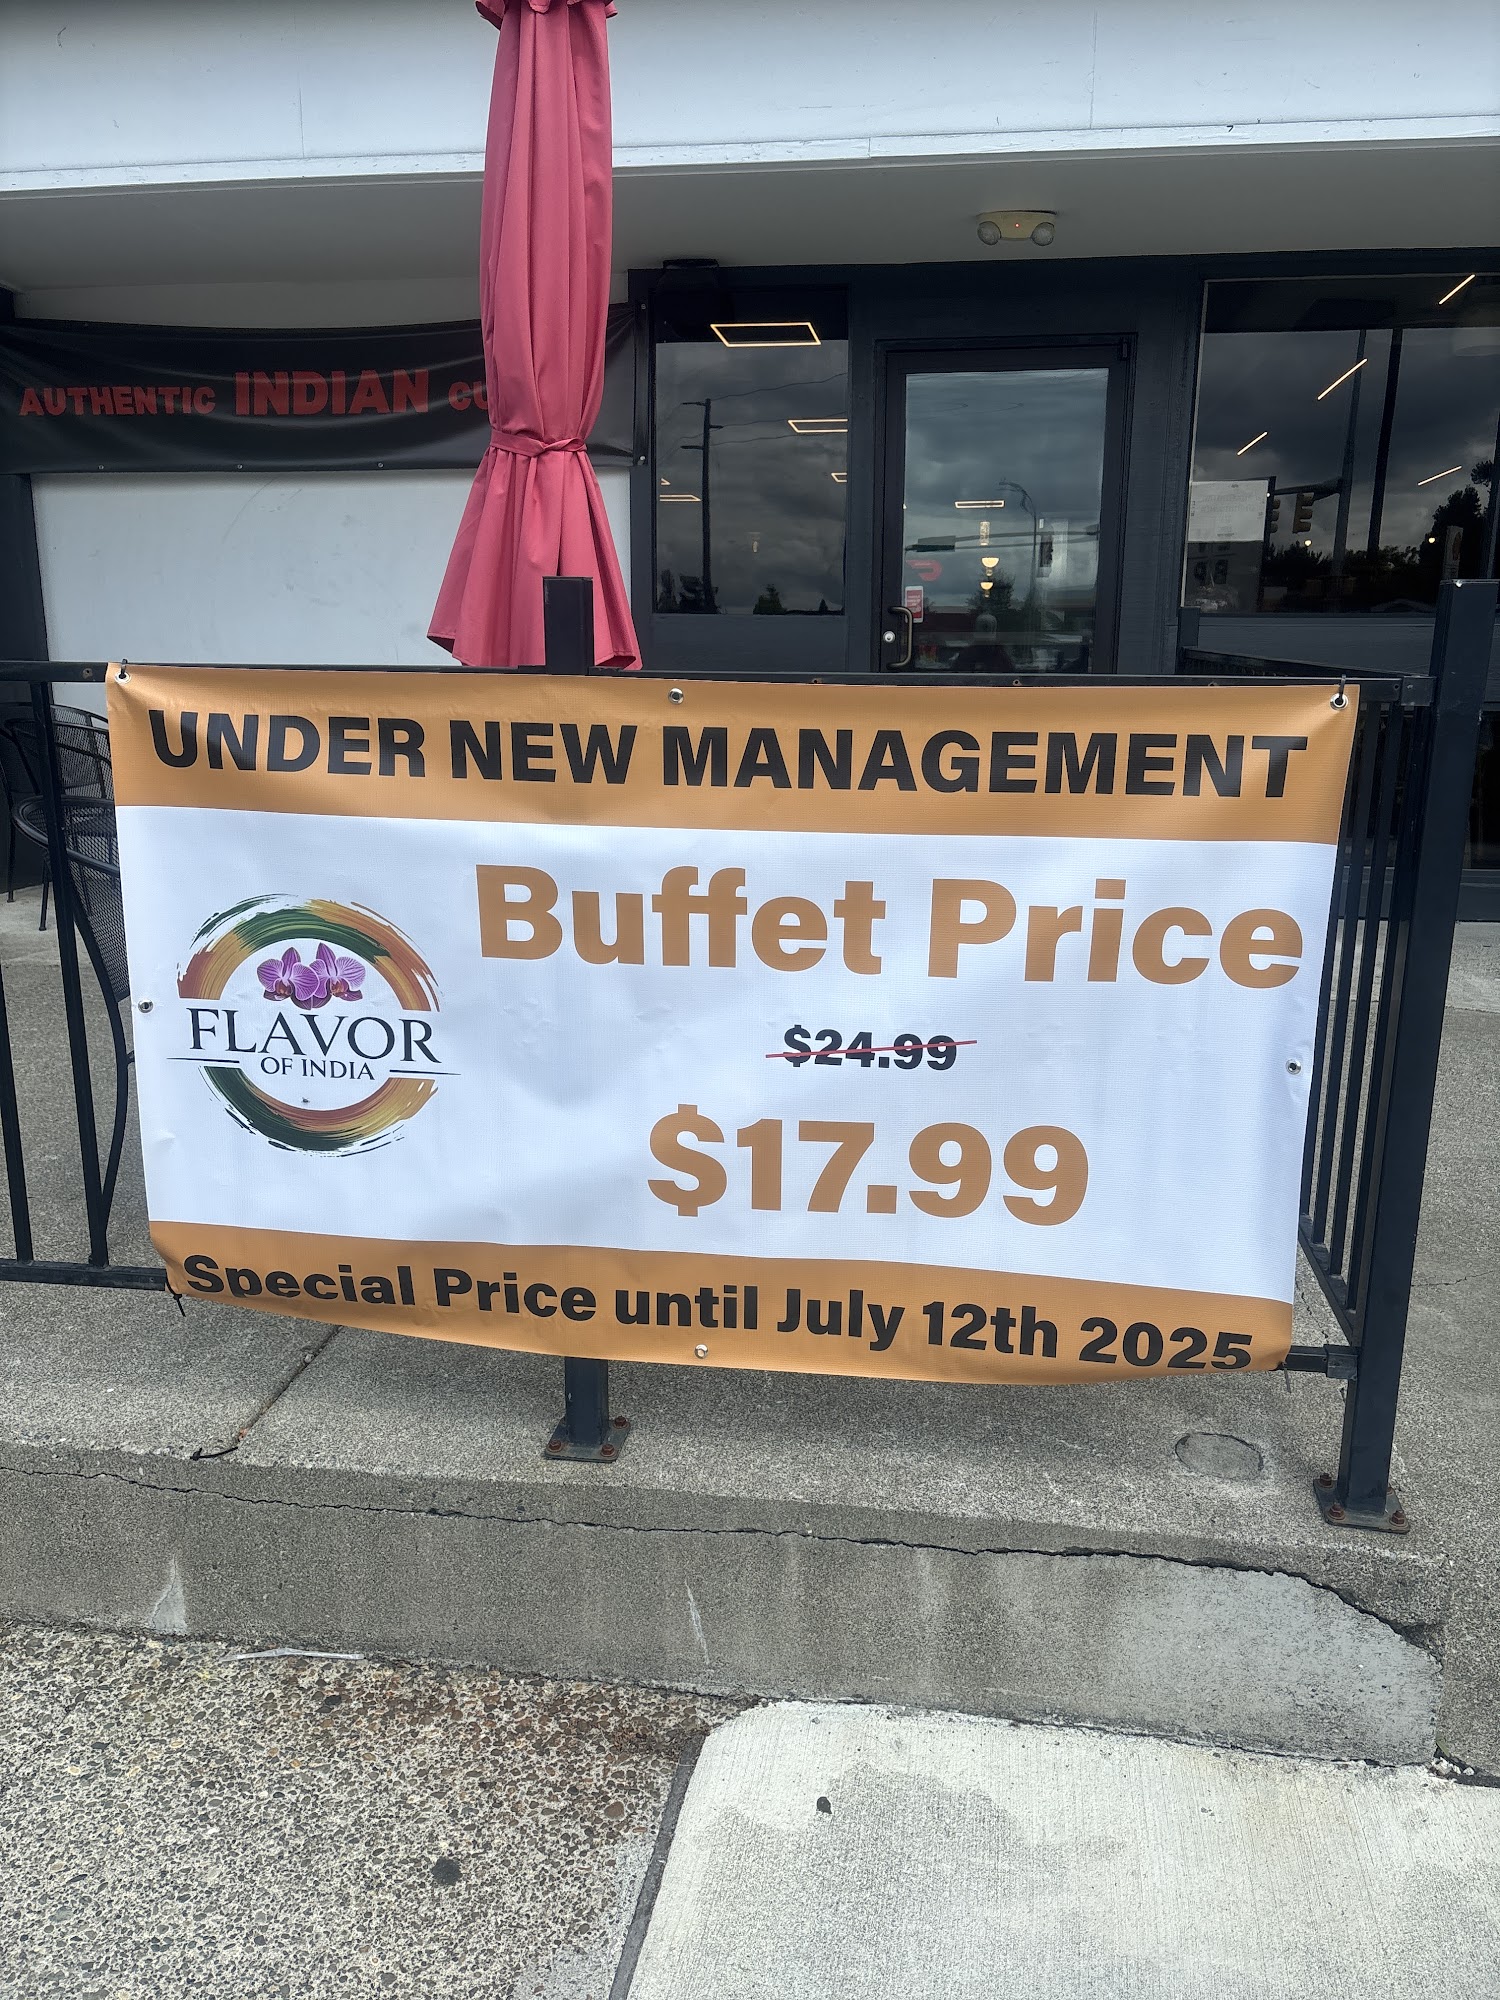 AUTHENTIC INDIAN
UNDER NEW MANAGEMENT
Buffet Price
$24.99
$17.99
FLAVOR
OF INDIA
Special Price until July 12th 2025